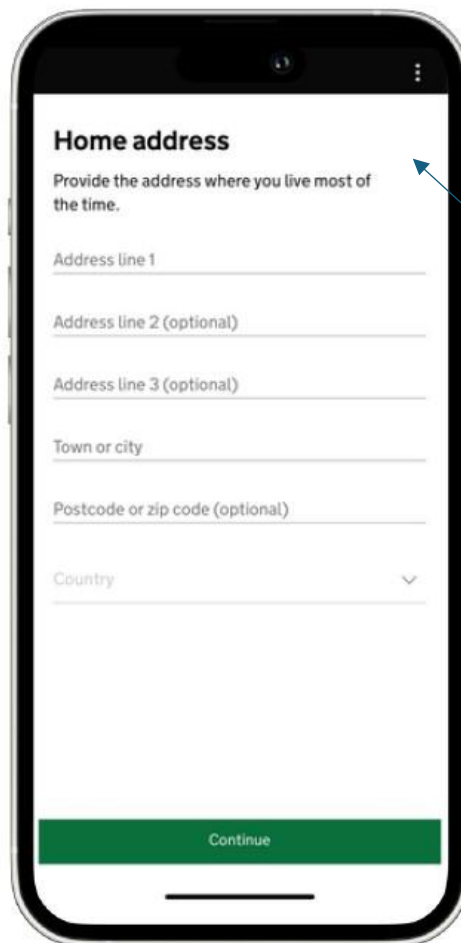 Home address
Provide the address where you live most of
the time.
Address line 1
Address line 2 (optional)
Address line 3 (optional)
Town or city
Postcode or zip code (optional)
Country
Continue